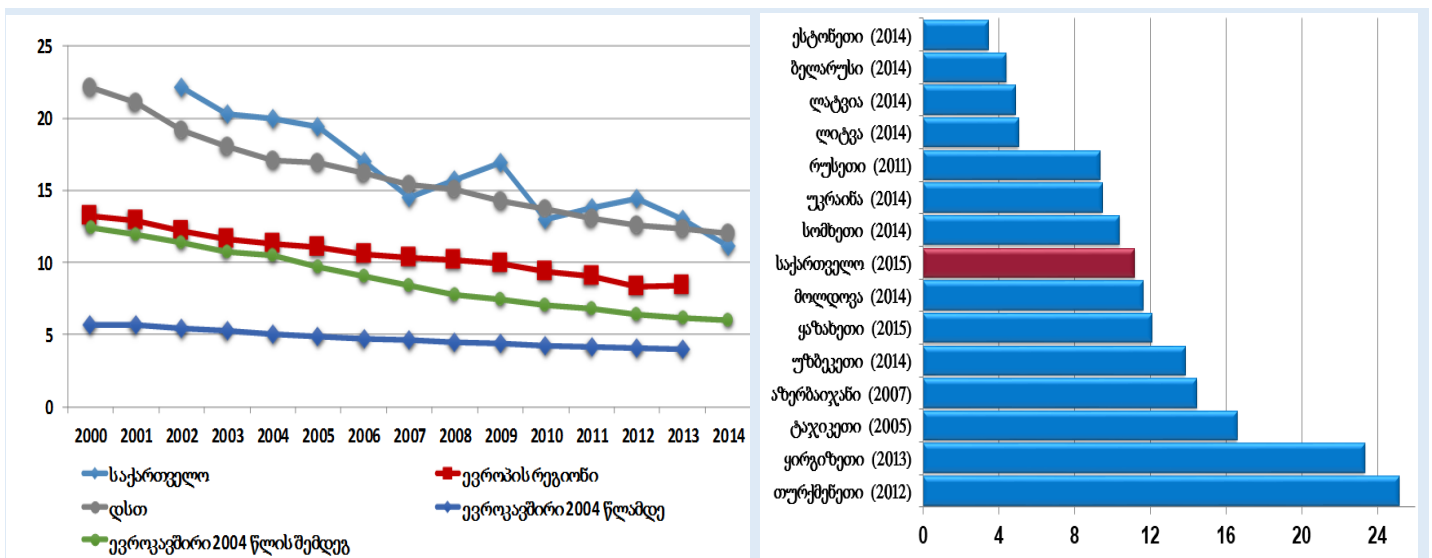 25
20
15
10
5
0
2000 2001 2002 2003 2004 2005 2006 2007 2008 2009 2010 2011 2012 2013 2014
საქართველო
ევროპის რეგიონი
დსთ
ევროკავშირი 2004 წლამდე
ევროკავშირი 2004 წლის შემდეგ
ესტონეთი (2014)
ბელარუსი (2014)
ლატვია (2014)
ლიტვა (2014)
რუსეთი (2011)
უკრაინა (2014)
სომხეთი (2014)
საქართველო (2015)
მოლდოვა (2014)
ყაზახეთი (2015)
უზბეკეთი (2014)
აზერბაიჯანი (2007)
ტაჯიკეთი (2005)
ყირგიზეთი (2013)
თურქმენეთი (2012)
0 4 8 12 16 20 24